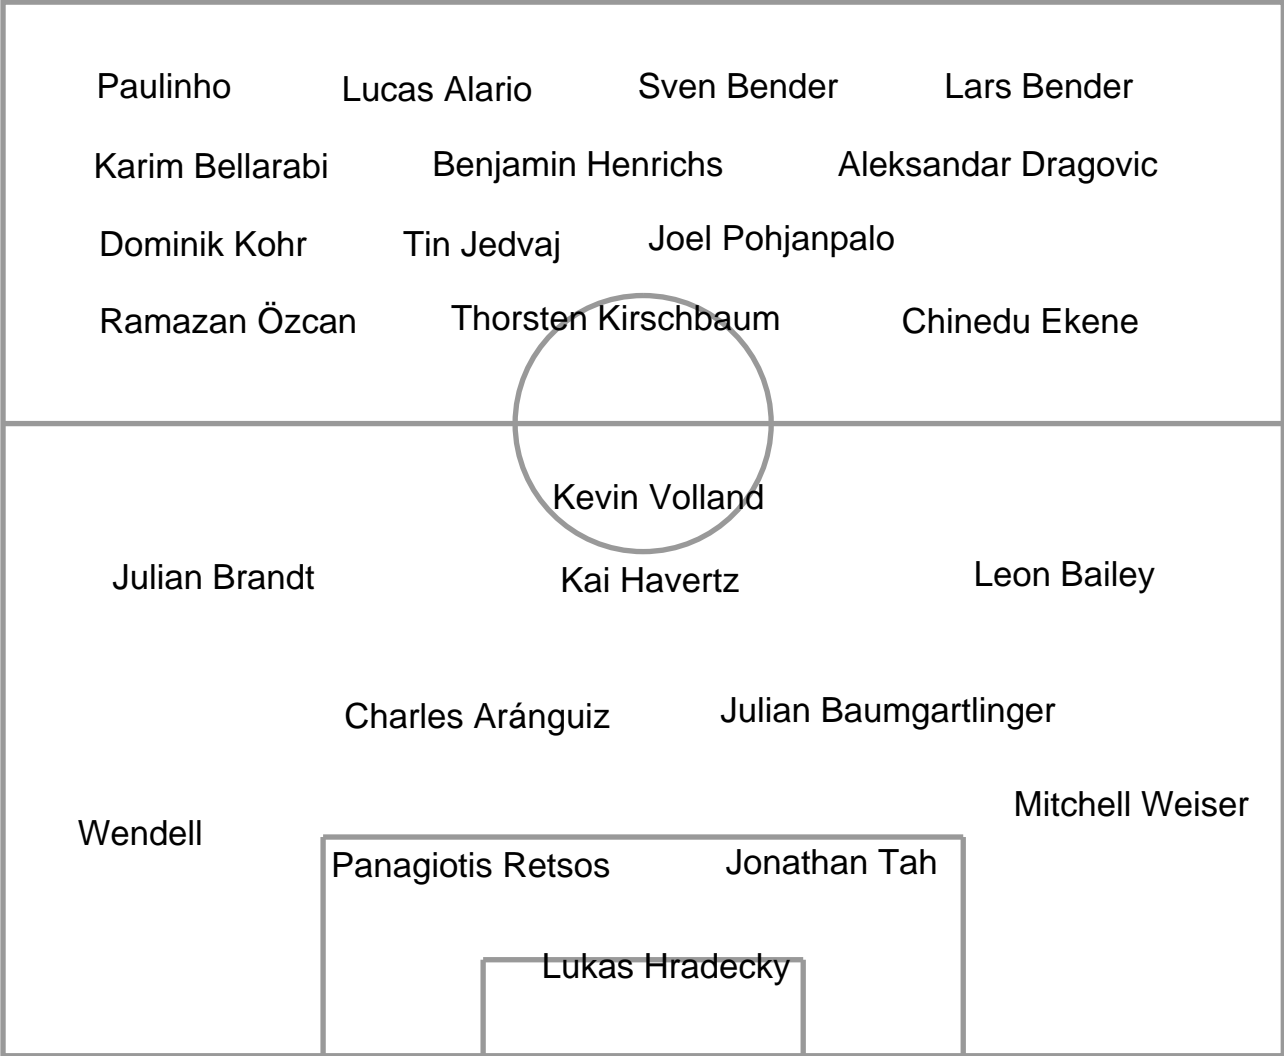 Paulinho Lucas Alario Sven Bender Lars Bender
Karim Bellarabi Benjamin Henrichs Aleksandar Dragovic
Dominik Kohr Tin Jedvaj Joel Pohjanpalo
Ramazan Özcan Thorsten Kirschbaum Chinedu Ekene
Kevin Volland
Julian Brandt Kai Havertz Leon Bailey
Charles Aránguiz Julian Baumgartlinger
Wendell Mitchell Weiser
Panagiotis Retsos Jonathan Tah
Lukas Hradecky